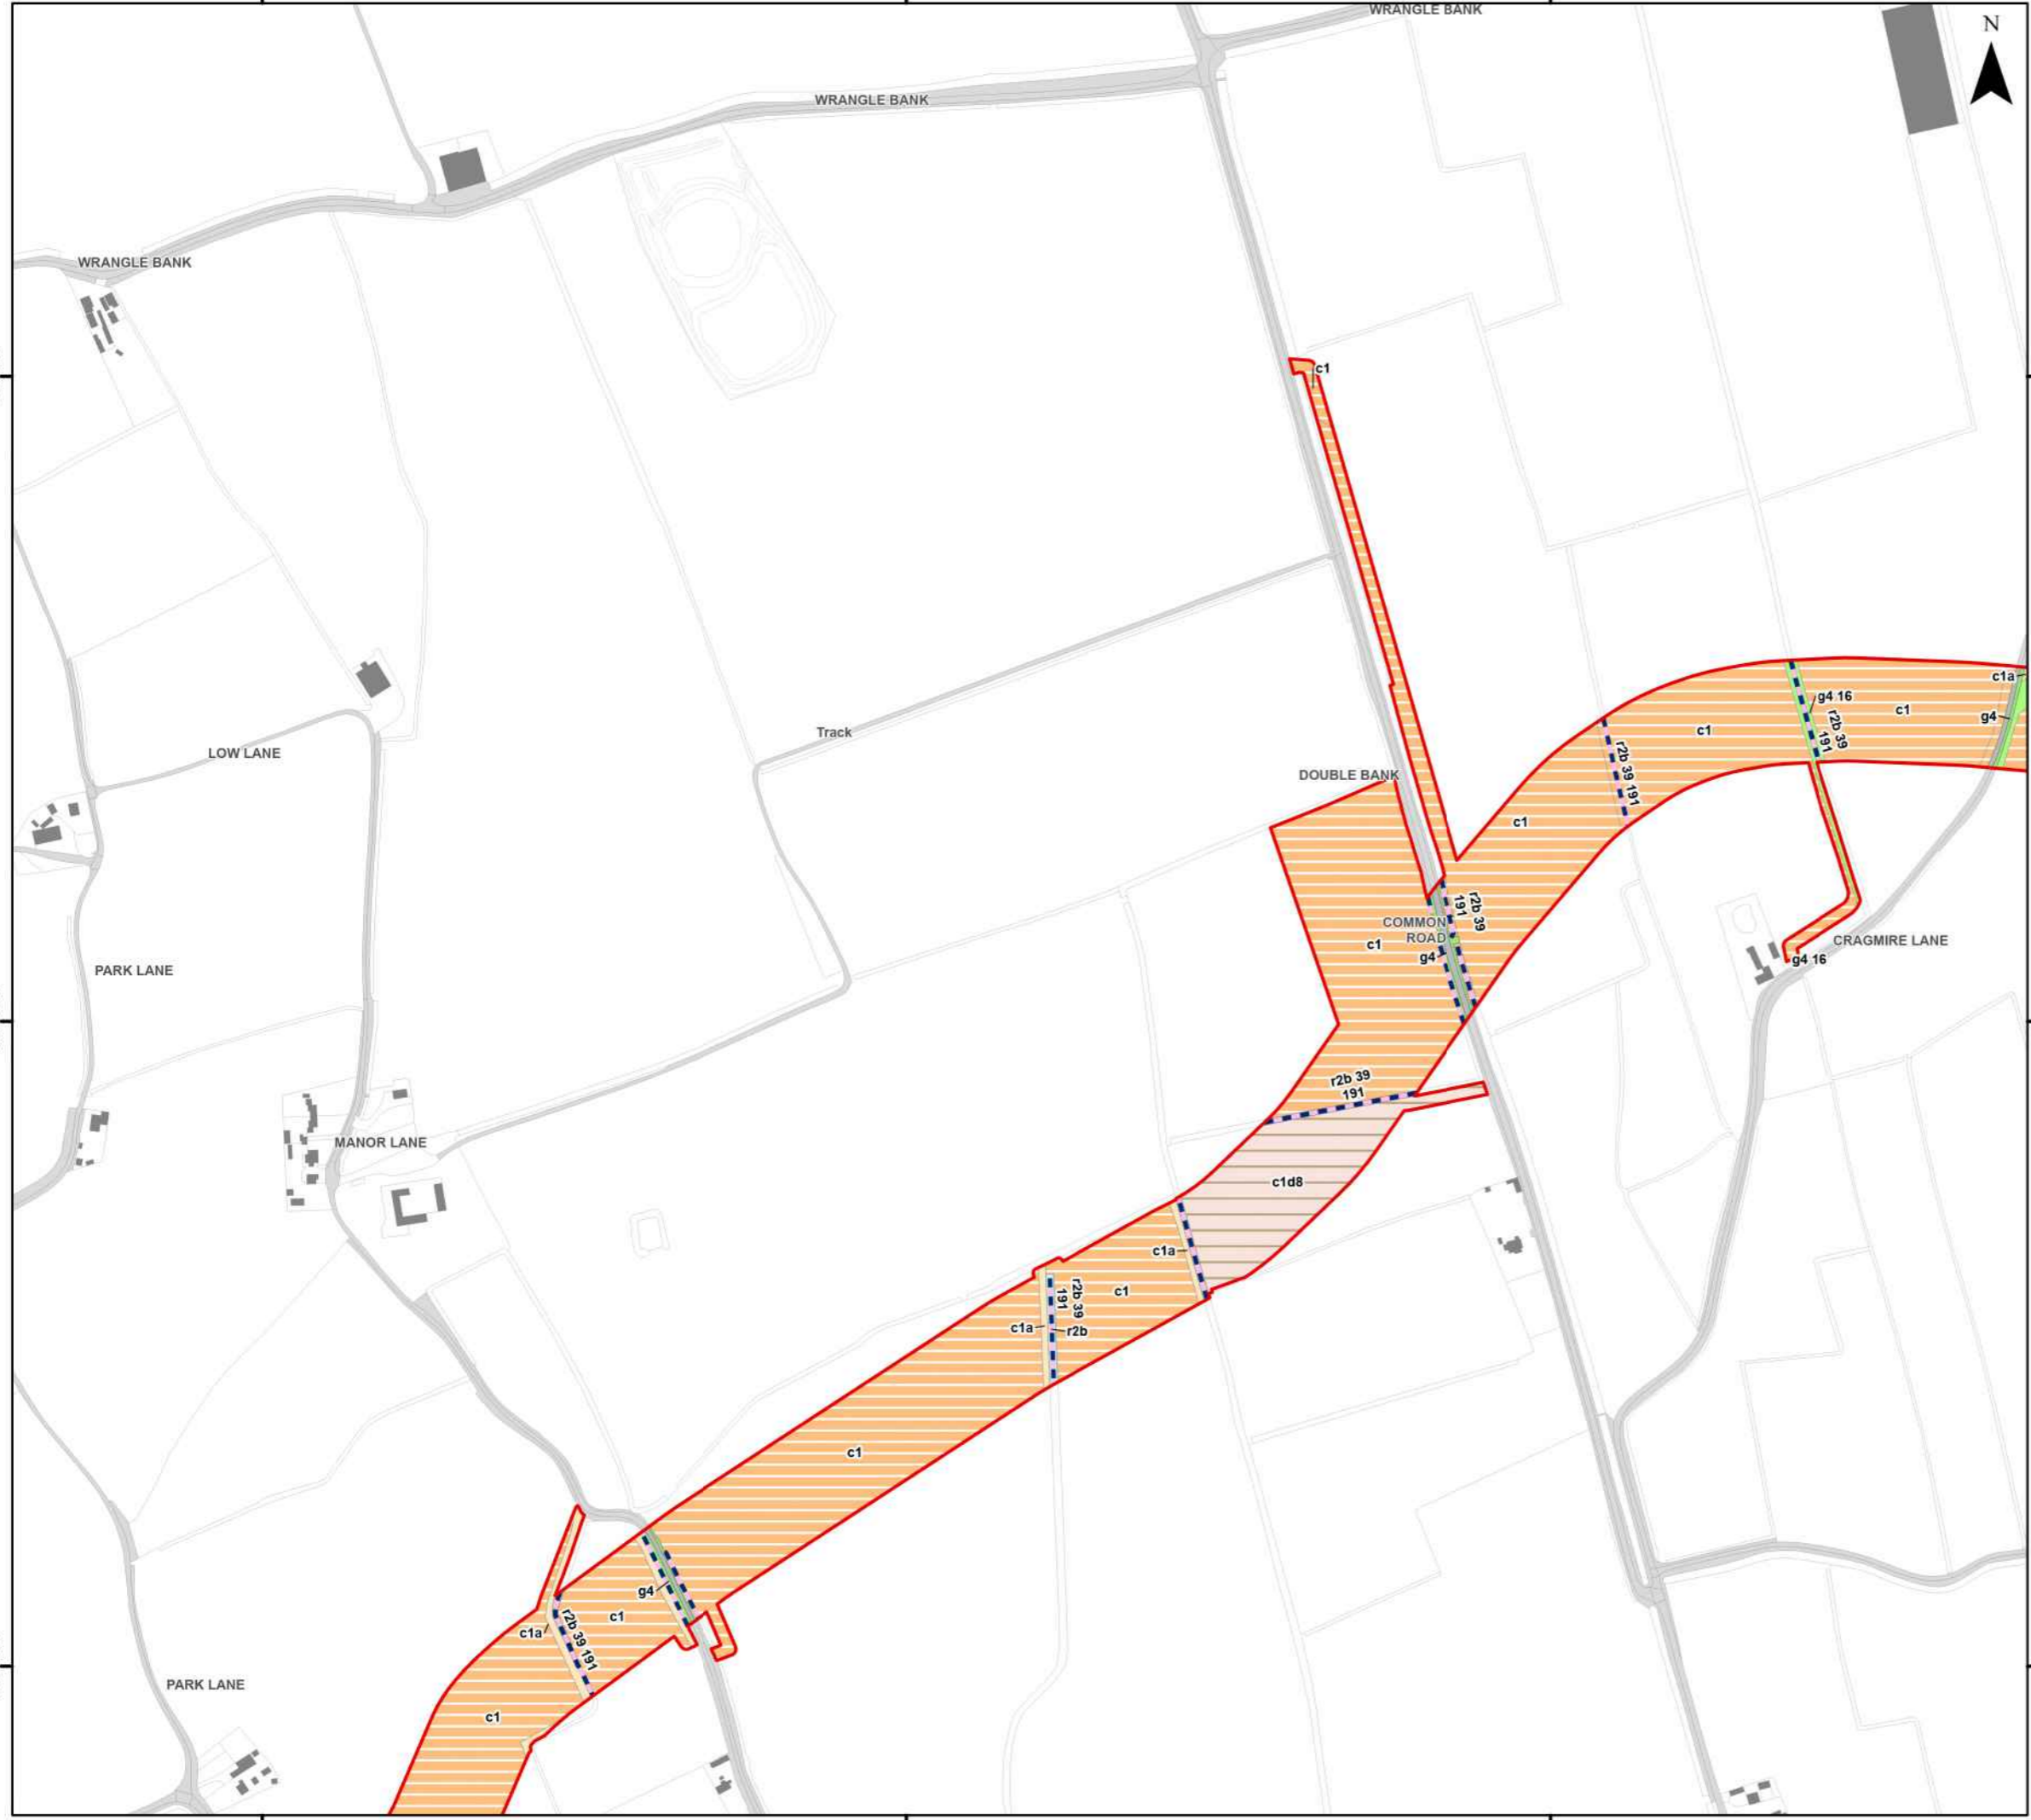 WRANGLE BANK
N
WRANGLE BANK
WRANGLE BANK
c1
c1a
g4 16
c1
g4
r2b 39
191
c1
r2b 39 191
Track
LOW LANE
DOUBLE BANK
c1
r2b 39
191
COMMON
ROAD
c1
g4
CRAGMIRE LANE
g4 16
PARK LANE
r2b 39
191
MANOR LANE
c1d8
c1a
r2b 39
191
c1
c1a
r2b
c1
g4
c1
r2b 39 191
c1a
PARK LANE
c1